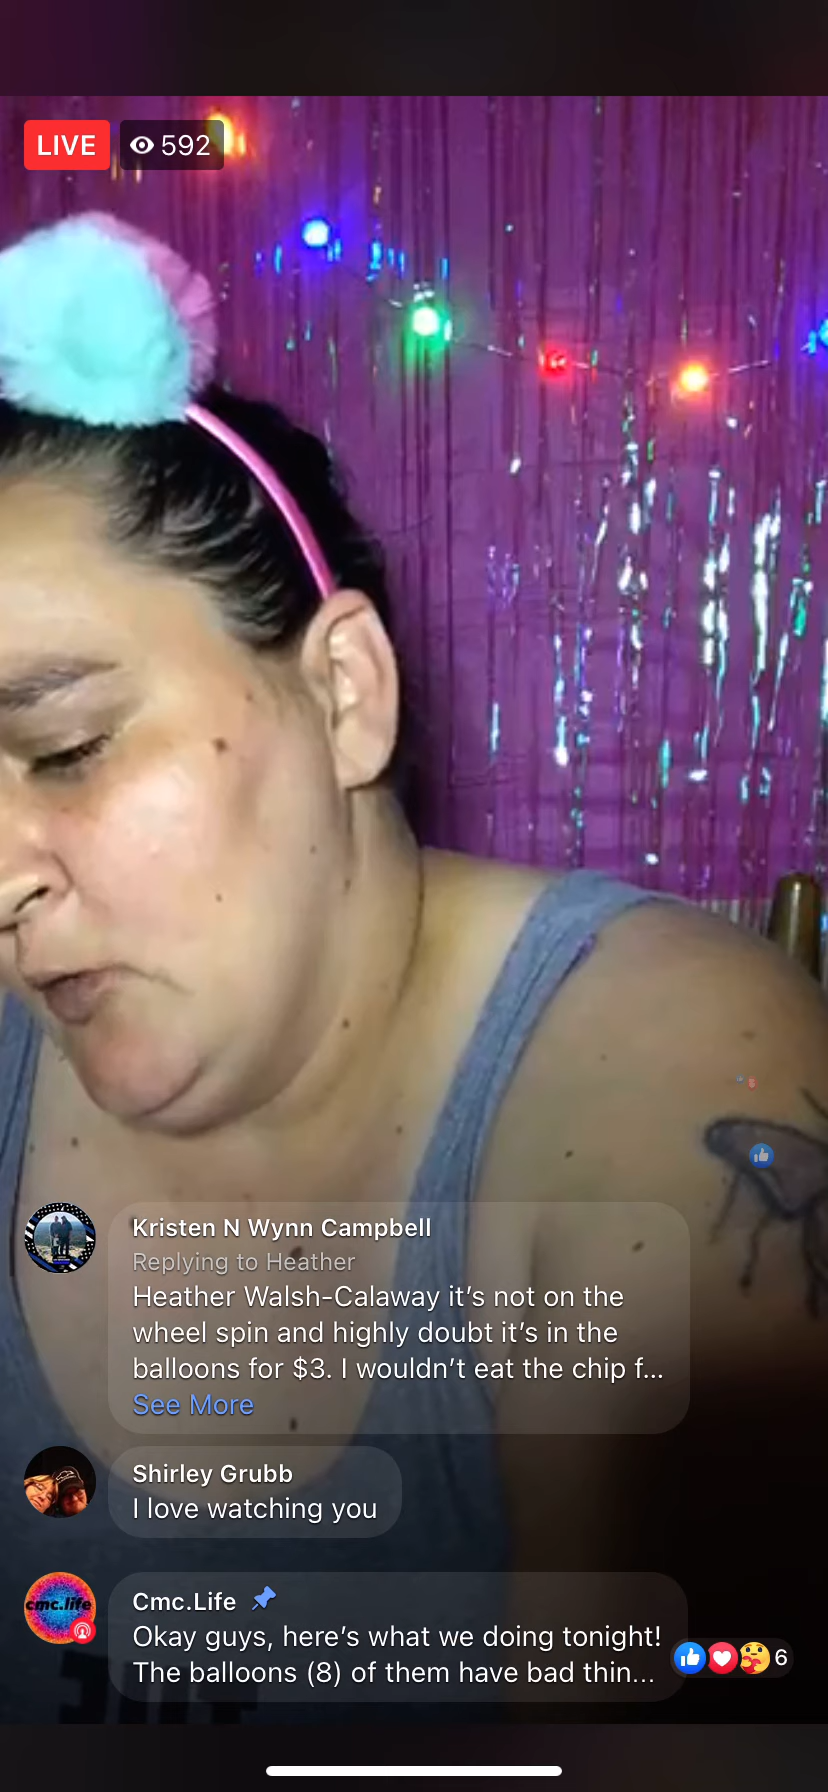 LIVE 592
Kristen N Wynn Campbell
Replying to Heather
Heather Walsh-Calaway it's not on the
wheel spin and highly doubt it's in the
balloons for $3. I wouldn't eat the chip f...
See More
Shirley Grubb
I love watching you
cmc.life
Cmc.Life
Okay guys, here's what we doing tonight!
The balloons (8) of them have bad thin...
6